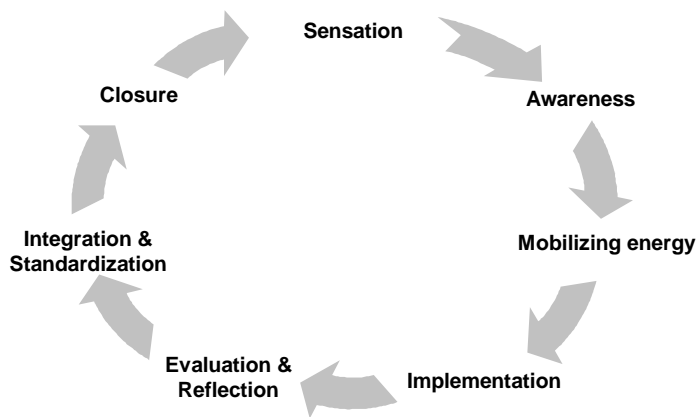 Sensation
Awareness
Mobilizing energy
Implementation
Evaluation &
Reflection
Integration &
Standardization
Closure